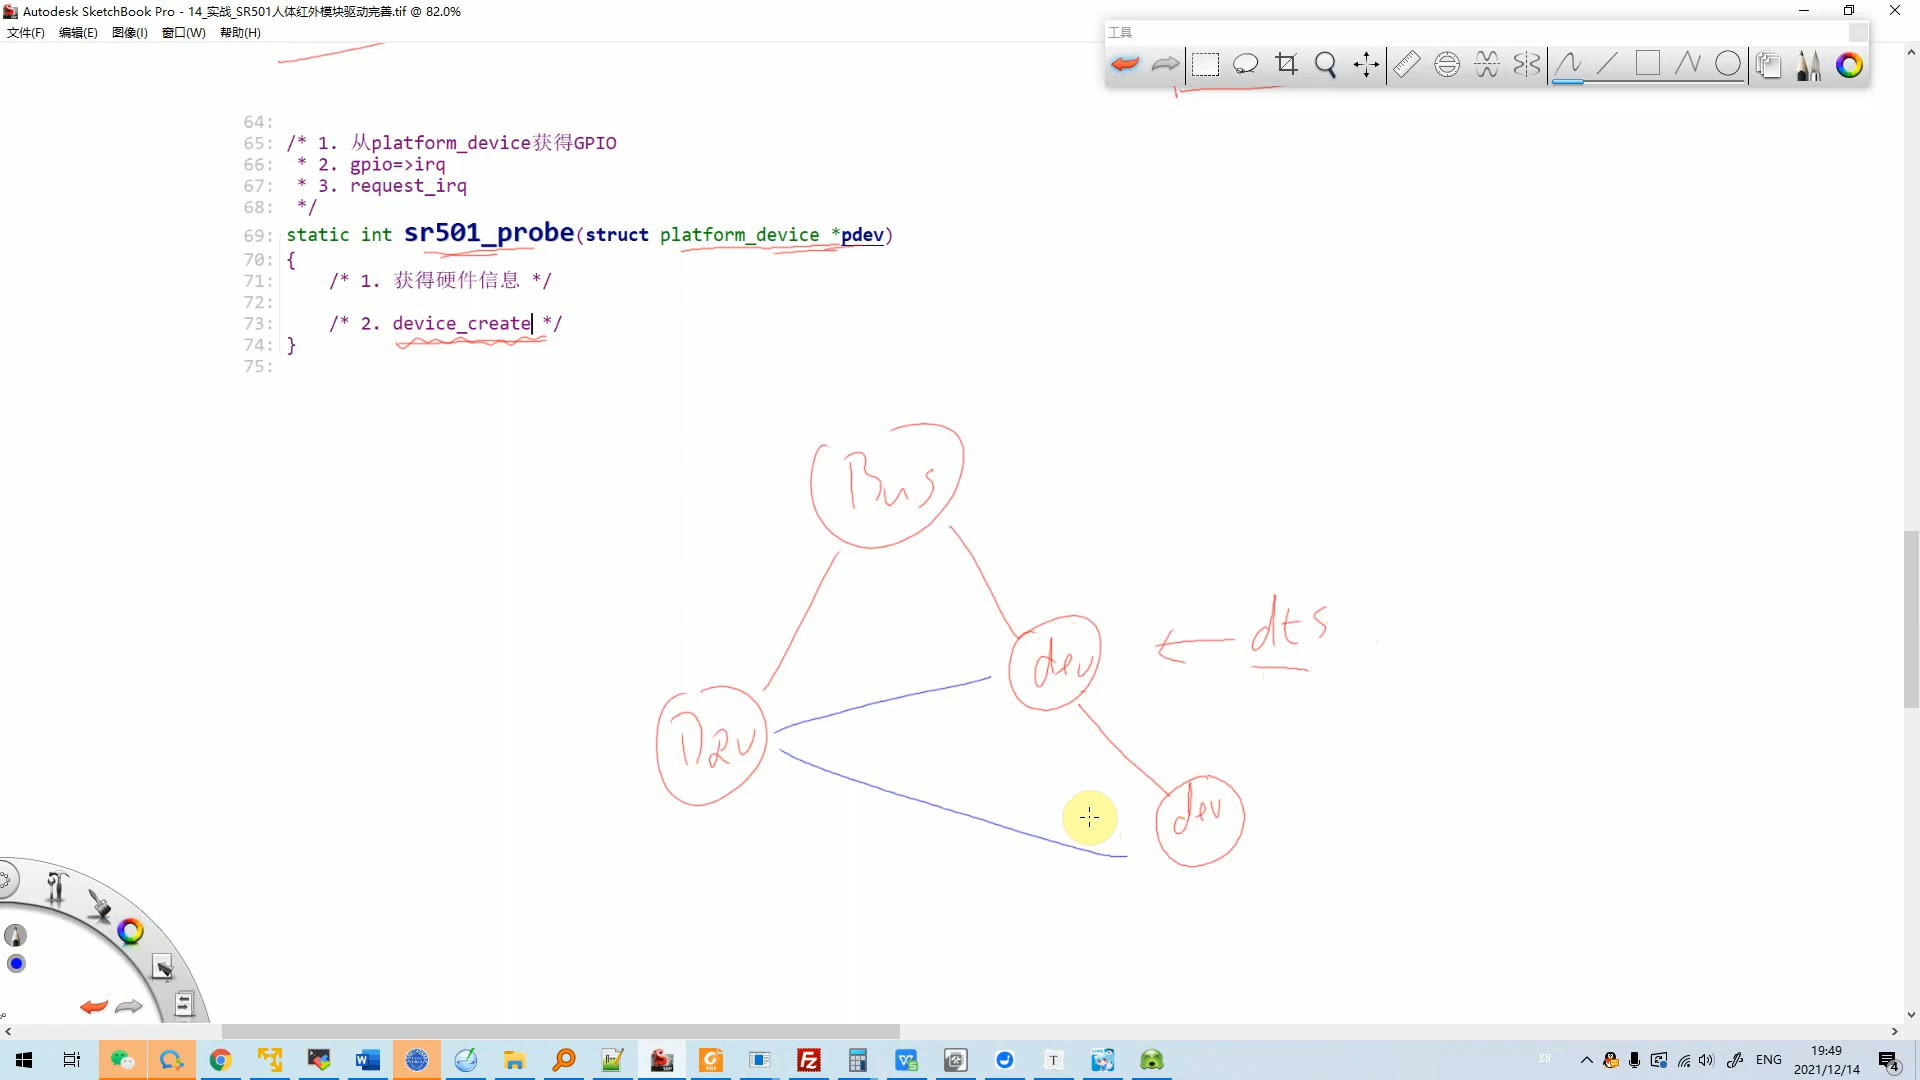 Autodesk SketchBook Pro - 14_实战_SR501人体红外模块驱动完善.tif @ 82.0%
文件(F) 编辑(E) 图像(I) 窗口(W) 帮助(H)
工具
64:
65: /* 1. 从platform_device获得GPIO
66: * 2. gpio=>irq
67: * 3. request_irq
68: */
69: static int sr501_probe(struct platform_device *pdev)
70: {
71: /* 1. 获得硬件信息 */
72:
73: /* 2. device_create */
74: }
75:
Bus
dts
dev
Drv
dev
EN ENG 19:49
2021/12/14 4